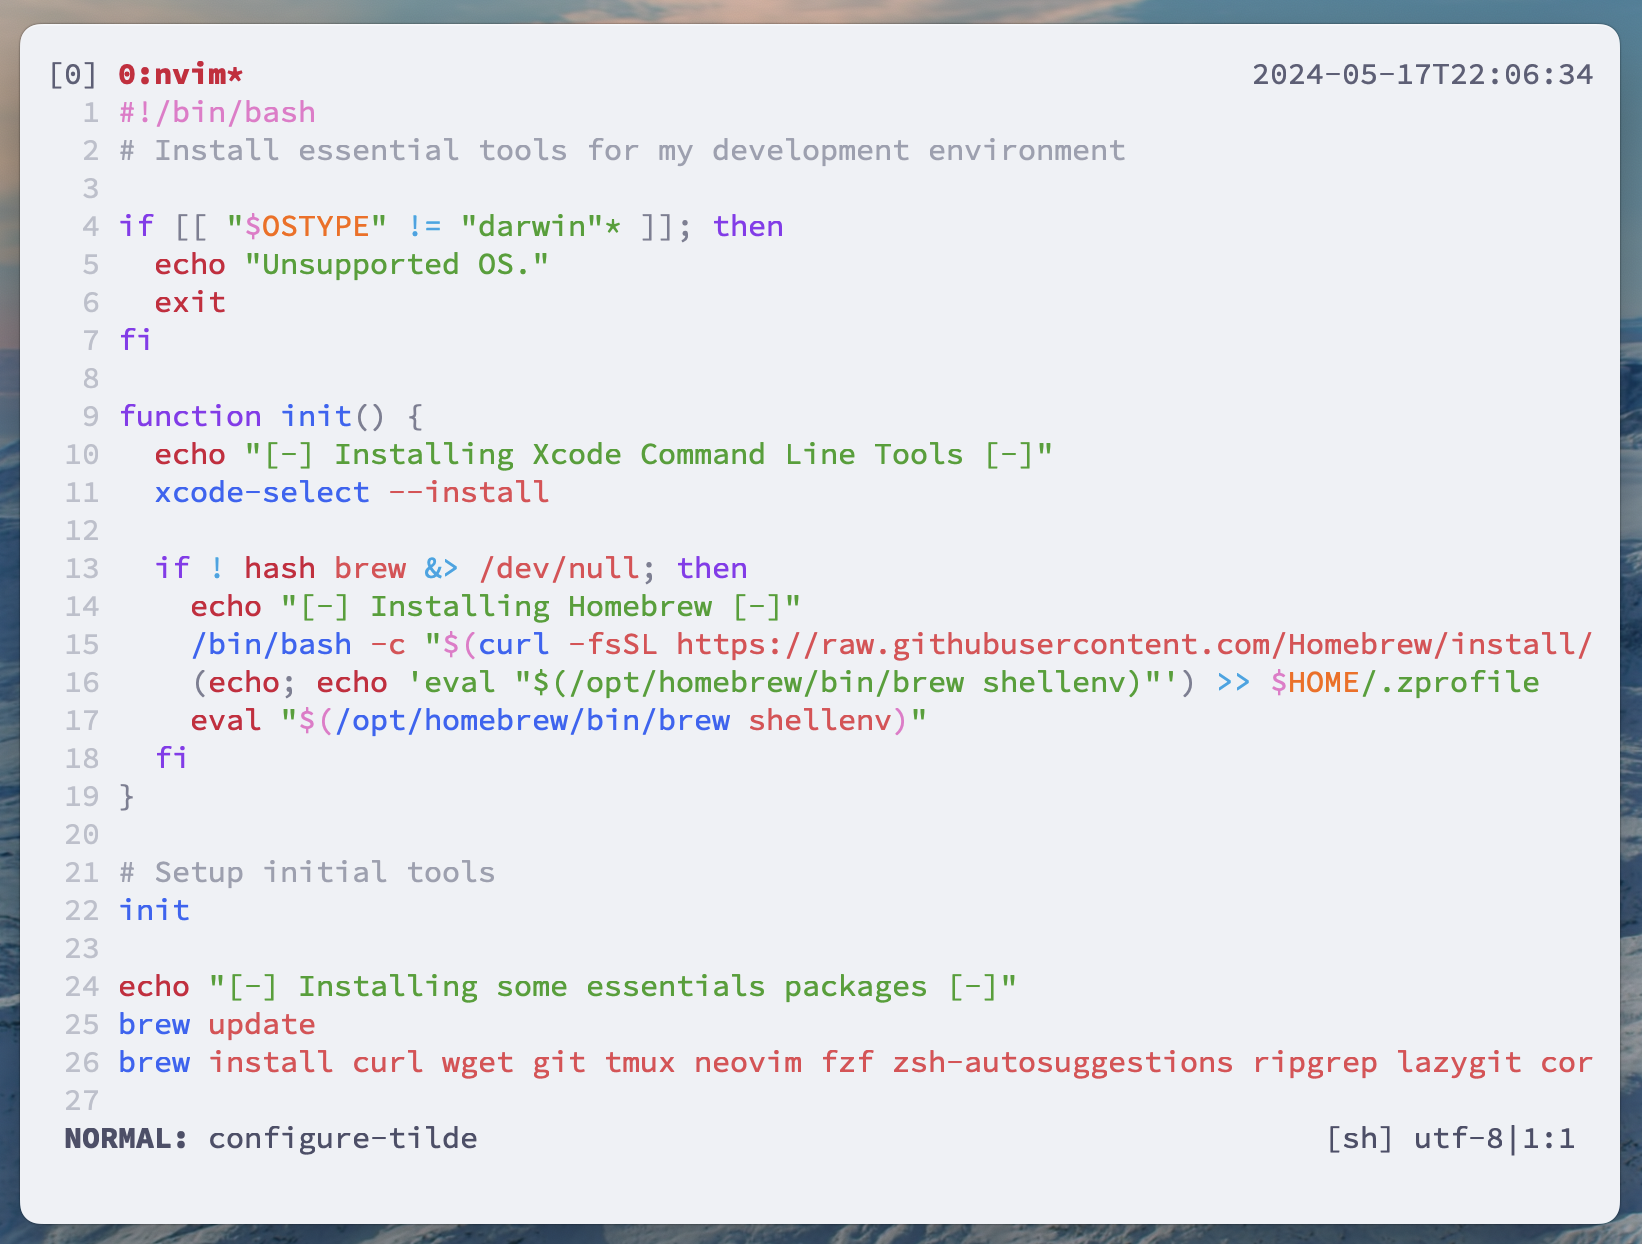 [0] 0:nvim* 2024-05-17T22:06:34
1 #!/bin/bash
2 # Install essential tools for my development environment
3
4 if [[ "$OSTYPE" != "darwin"* ]]; then
5   echo "Unsupported OS."
6   exit
7 fi
8
9 function init() {
10   echo "[-] Installing Xcode Command Line Tools [-]"
11   xcode-select --install
12
13   if ! hash brew &> /dev/null; then
14     echo "[-] Installing Homebrew [-]"
15     /bin/bash -c "$(curl -fsSL https://raw.githubusercontent.com/Homebrew/install/
16     (echo; echo 'eval "$(/opt/homebrew/bin/brew shellenv)"') >> $HOME/.zprofile
17     eval "$(/opt/homebrew/bin/brew shellenv)"
18   fi
19 }
20
21 # Setup initial tools
22 init
23
24 echo "[-] Installing some essentials packages [-]"
25 brew update
26 brew install curl wget git tmux neovim fzf zsh-autosuggestions ripgrep lazygit cor
27
NORMAL: configure-tilde [sh] utf-8|1:1